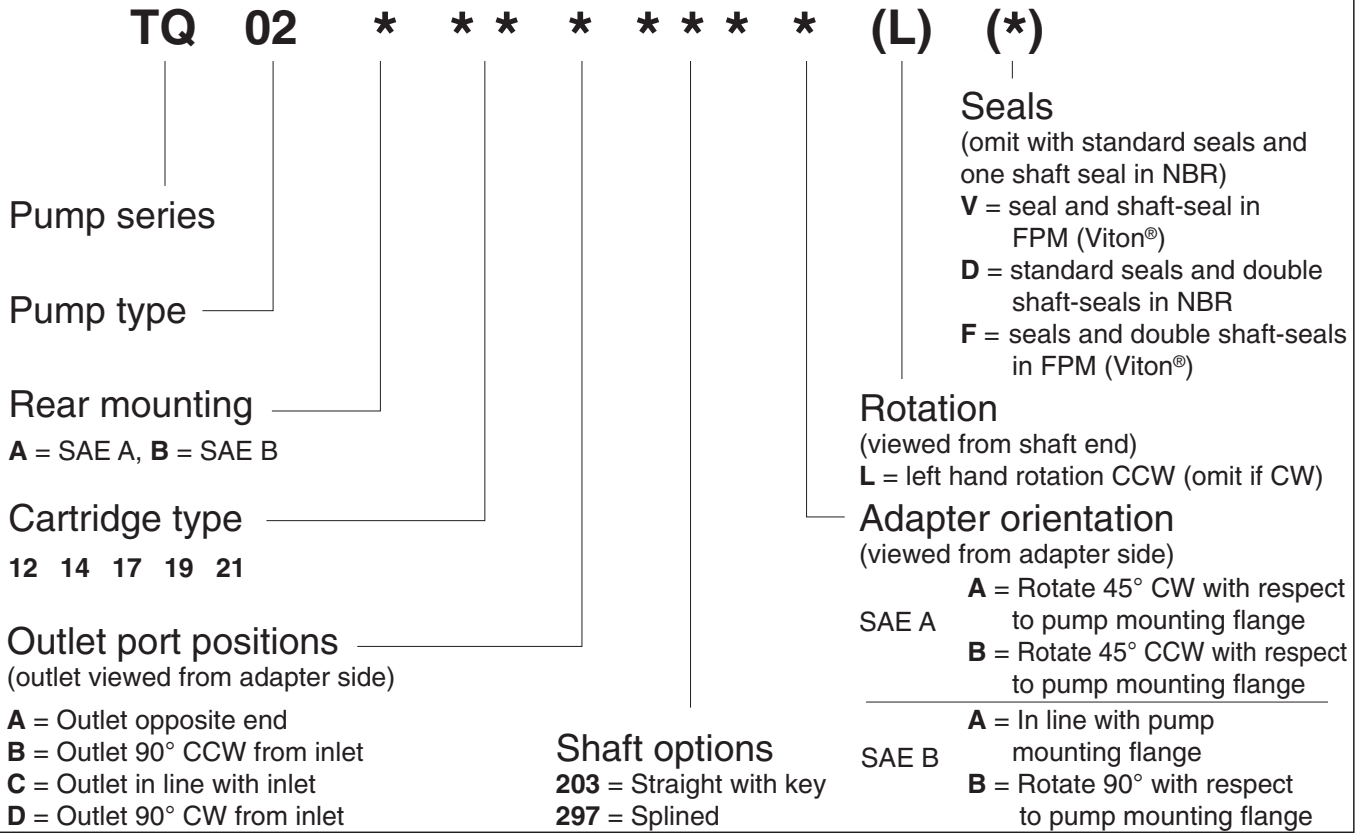 TQ 02 * * * * * * * * (L) (*)
Pump series
Pump type
Rear mounting
A = SAE A, B = SAE B
Cartridge type
12 14 17 19 21
Outlet port positions
(outlet viewed from adapter side)
A = Outlet opposite end
B = Outlet 90° CCW from inlet
C = Outlet in line with inlet
D = Outlet 90° CW from inlet
Shaft options
203 = Straight with key
297 = Splined
Seals
(omit with standard seals and
one shaft seal in NBR)
V = seal and shaft-seal in
FPM (Viton®)
D = standard seals and double
shaft-seals in NBR
F = seals and double shaft-seals
in FPM (Viton®)
Rotation
(viewed from shaft end)
L = left hand rotation CCW (omit if CW)
Adapter orientation
(viewed from adapter side)
SAE A
A = Rotate 45° CW with respect
to pump mounting flange
B = Rotate 45° CCW with respect
to pump mounting flange
SAE B
A = In line with pump
mounting flange
B = Rotate 90° with respect
to pump mounting flange